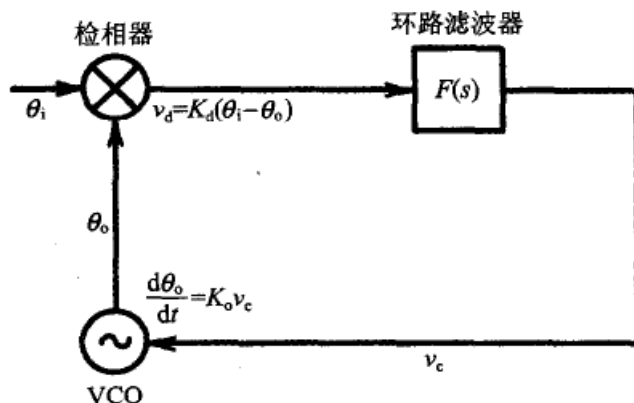 检相器
环路滤波器
θi
vd=Kd(θi−θo)
F(s)
θo
dθo
dt
=Kovc
VCO
vc